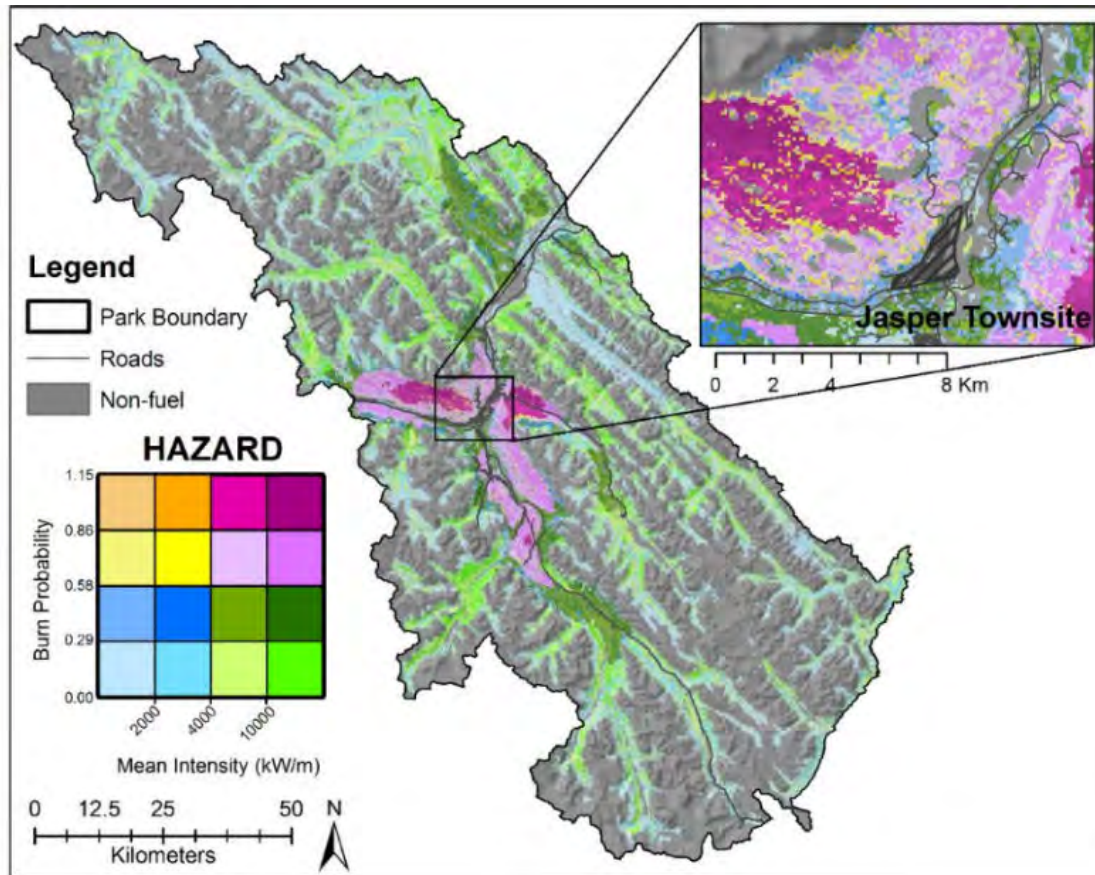 Legend
Park Boundary
Roads
Non-fuel
HAZARD
1.15
0.86
0.58
0.29
0.00
Burn Probability
2000
4000
10000
Mean Intensity (kW/m)
0 12.5 25 50
Kilometers
N
Jasper Townsite
0 2 4 8 Km